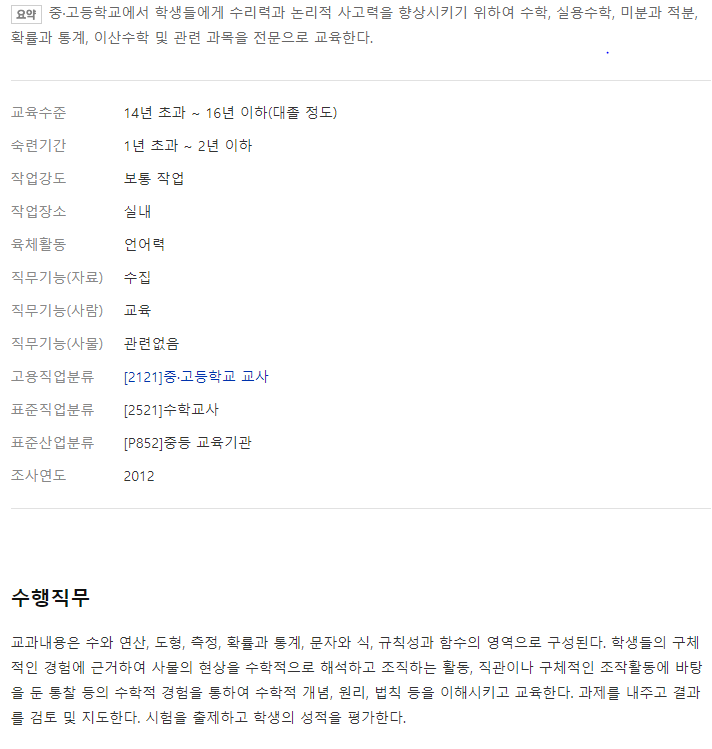 요약 중·고등학교에서 학생들에게 수리력과 논리적 사고력을 향상시키기 위하여 수학, 실용수학, 미분과 적분,
확률과 통계, 이산수학 및 관련 과목을 전문으로 교육한다.
교육수준 14년 초과 ~ 16년 이하(대졸 정도)
숙련기간 1년 초과 ~ 2년 이하
작업강도 보통 작업
작업장소 실내
육체활동 언어력
직무기능(자료) 수집
직무기능(사람) 교육
직무기능(사물) 관련없음
고용직업분류 [2121]중·고등학교 교사
표준직업분류 [2521]수학교사
표준산업분류 [P852]중등 교육기관
조사연도 2012
수행직무
교과내용은 수와 연산, 도형, 측정, 확률과 통계, 문자와 식, 규칙성과 함수의 영역으로 구성된다. 학생들의 구체
적인 경험에 근거하여 사물의 현상을 수학적으로 해석하고 조직하는 활동, 직관이나 구체적인 조작활동에 바탕
을 둔 통찰 등의 수학적 경험을 통하여 수학적 개념, 원리, 법칙 등을 이해시키고 교육한다. 과제를 내주고 결과
를 검토 및 지도한다. 시험을 출제하고 학생의 성적을 평가한다.